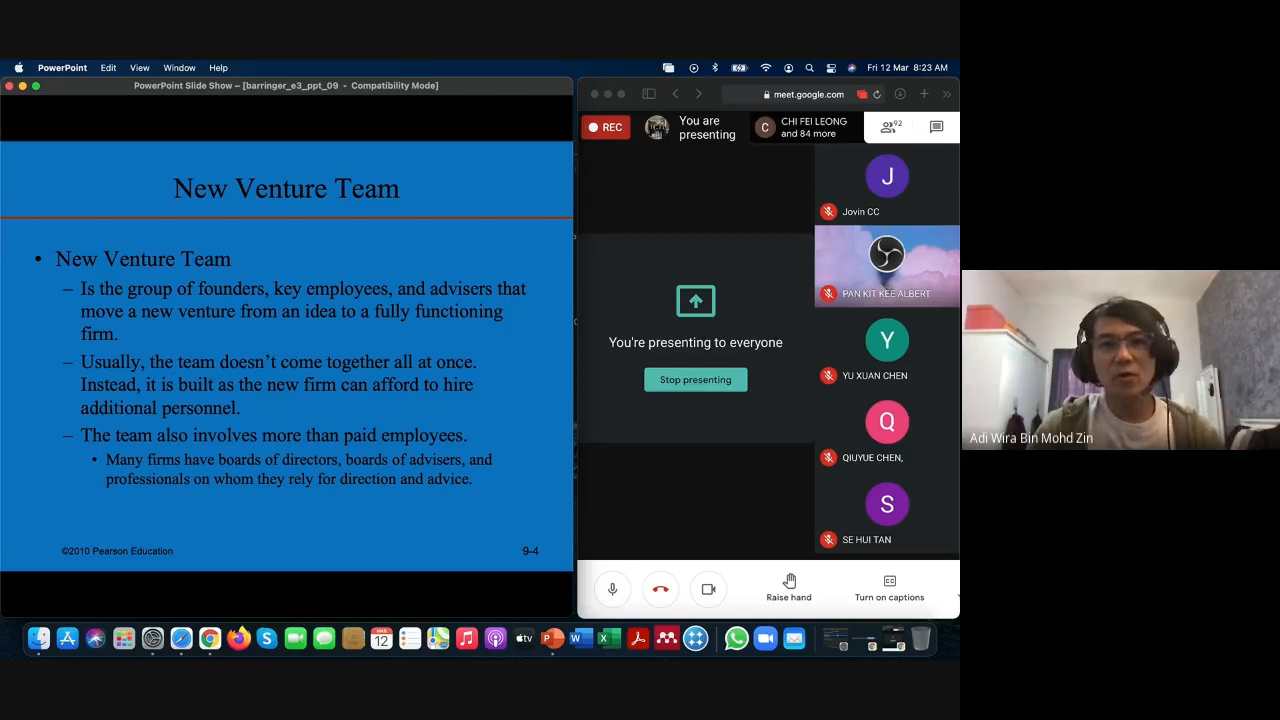 PowerPoint Edit View Window Help
Fri 12 Mar 8:23 AM
PowerPoint Slide Show – [barringer_e3_ppt_09 - Compatibility Mode]
New Venture Team
• New Venture Team
– Is the group of founders, key employees, and advisers that
move a new venture from an idea to a fully functioning
firm.
– Usually, the team doesn't come together all at once.
Instead, it is built as the new firm can afford to hire
additional personnel.
– The team also involves more than paid employees.
• Many firms have boards of directors, boards of advisers, and
professionals on whom they rely for direction and advice.
©2010 Pearson Education
9-4
meet.google.com
REC
You are
presenting
C
CHI FEI LEONG
and 84 more
92
J
Jovin CC
PAN KIT KEE ALBERT
Y
YU XUAN CHEN
Q
QIUYUE CHEN,
S
SE HUI TAN
You're presenting to everyone
Stop presenting
Raise hand
Turn on captions
Adi Wira Bin Mohd Zin
MAR
12
tv
P
W
X